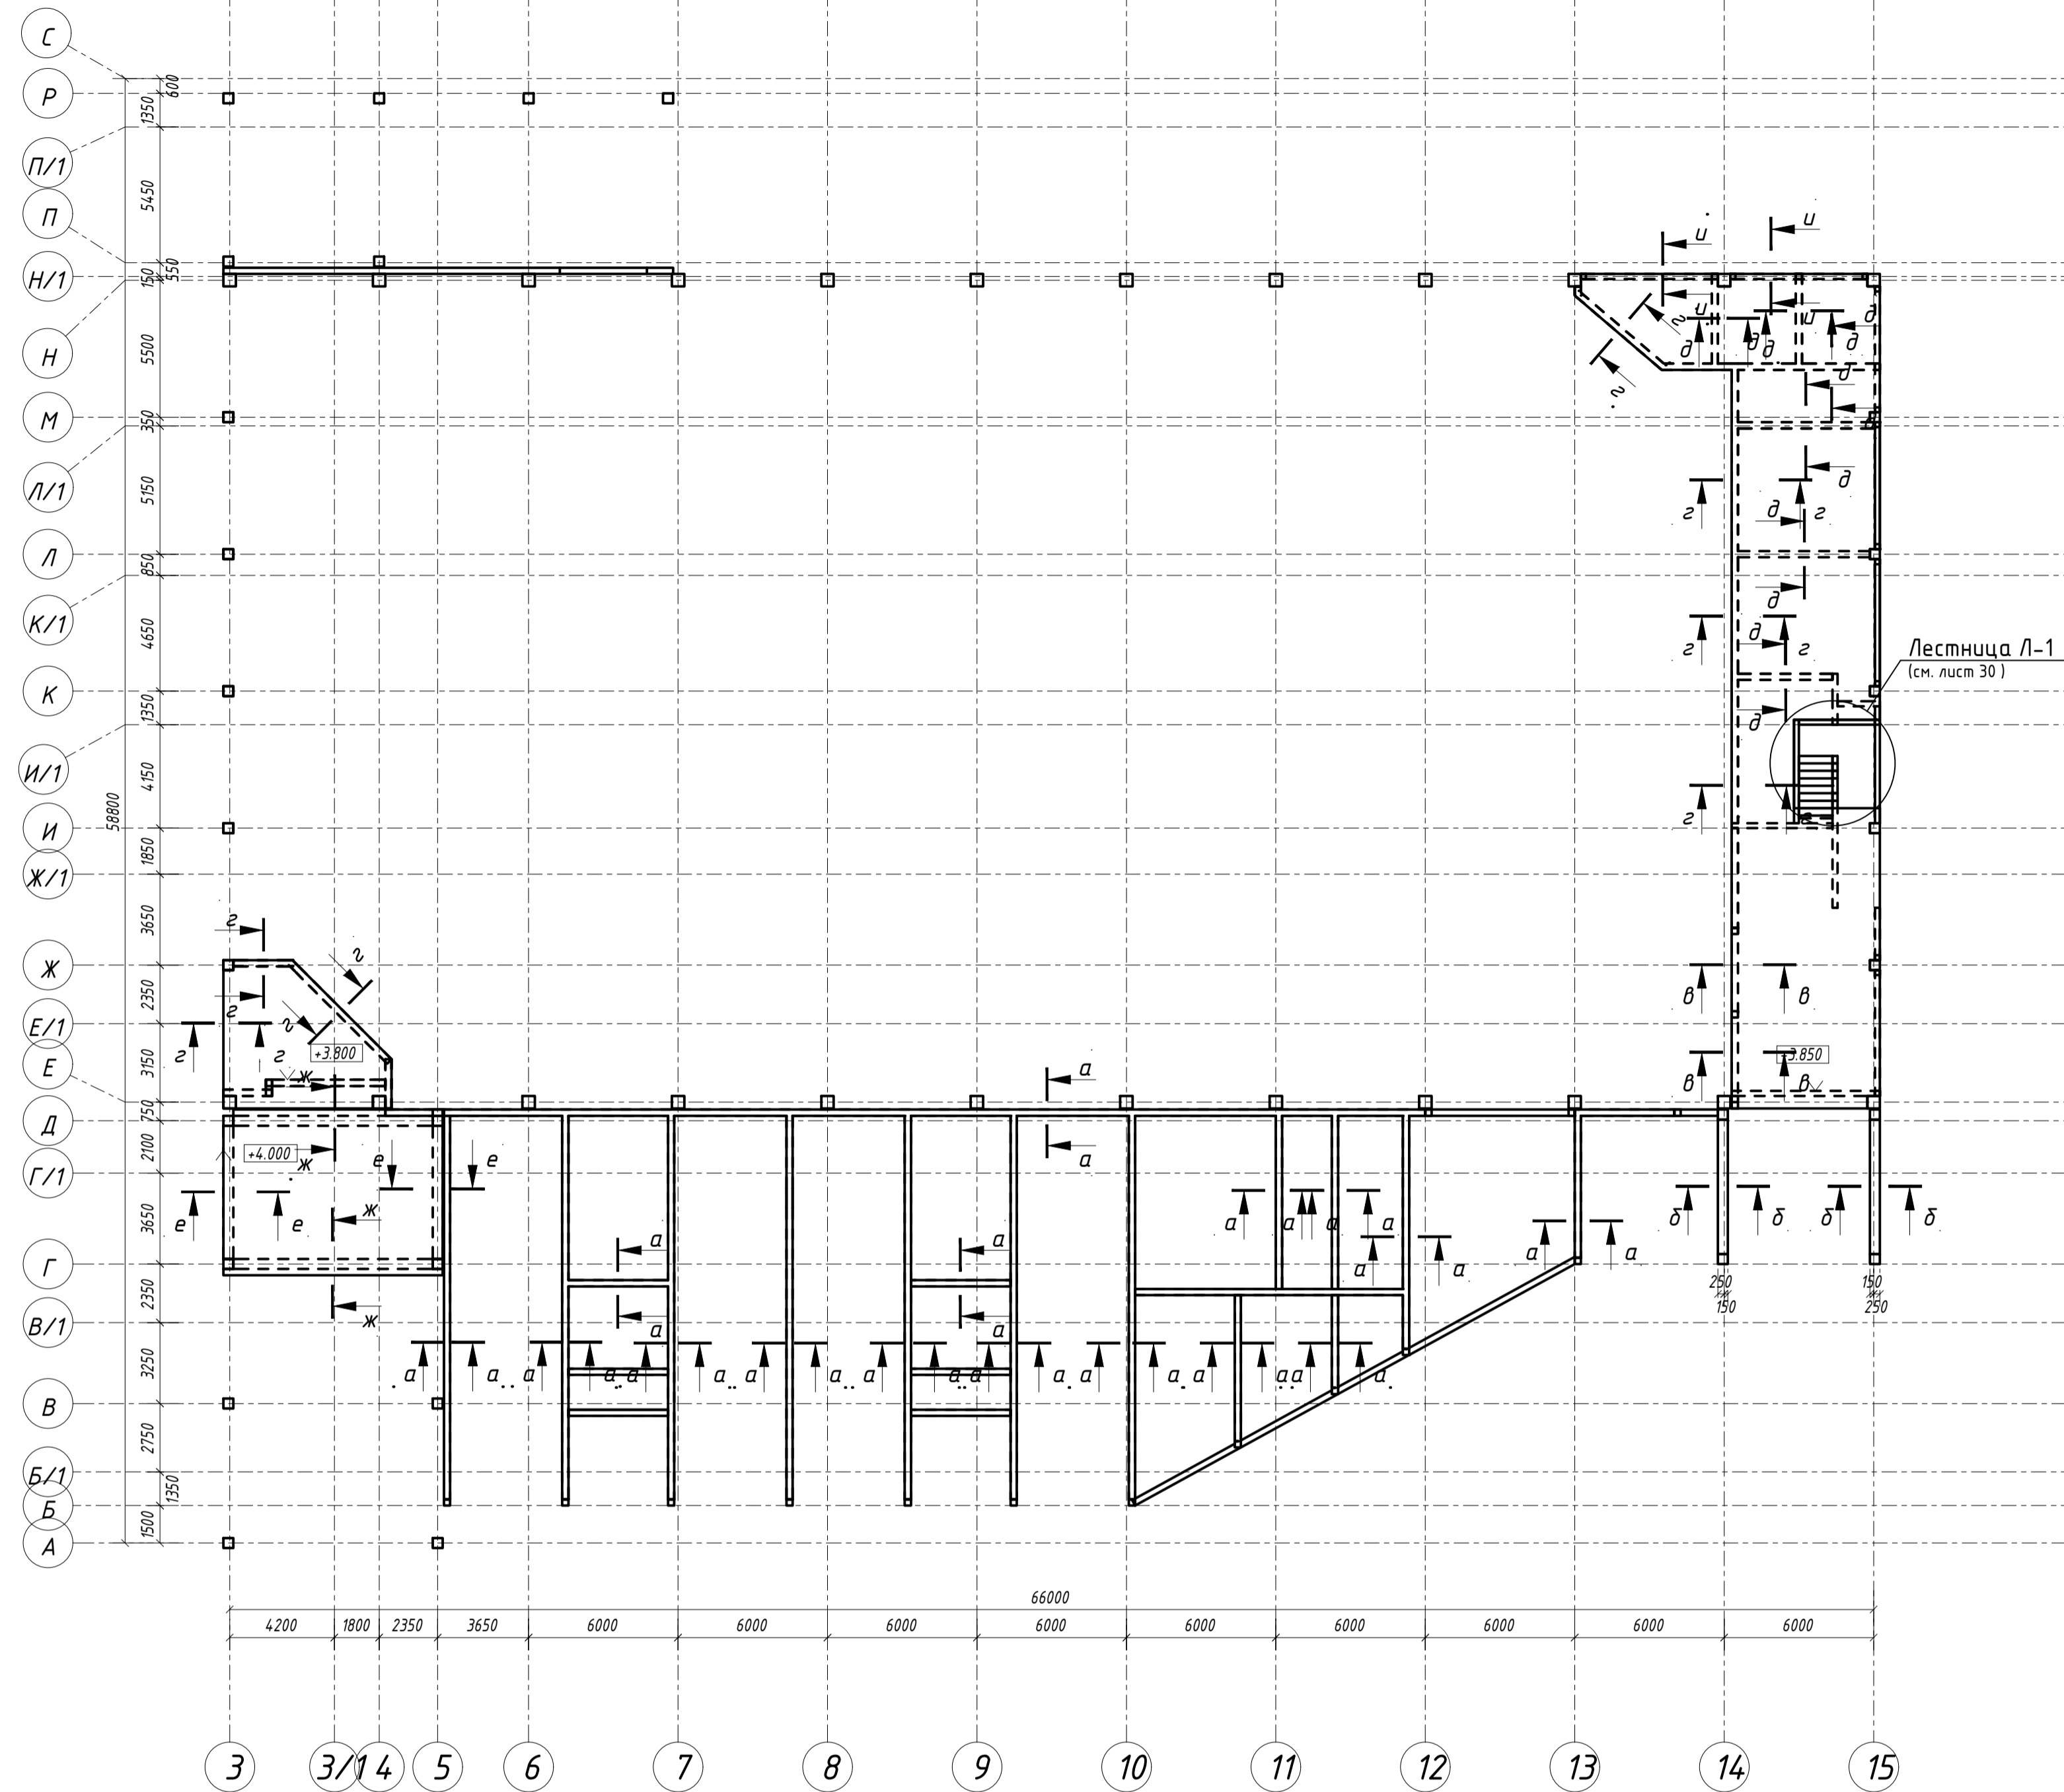 С
Р
П/1
П
Н/1
Н
М
Л/1
Л
К/1
К
И/1
И
Ж/1
Ж
Е/1
Е
Д
Г/1
Г
В/1
В
Б/1
Б
А
600
1350
5450
550
150
5500
350
5150
850
4650
1350
4150
1850
3650
2350
3150
750
2100
3650
2350
3250
2750
1350
1500
58800
и и
и и
г г
д д д д д
д д
д
г д г
д
г д г
д
Лестница Л-1
(см. лист 30 )
г
г г
г г
г г
+3.800
ж
в в
+3.850
в в
а
а
+4.000
ж
е е
е е
ж
ж
а а
а а
а а а а
а а
а а
б б б б
250
150
150
250
а а а а а а а а а а а а а а а а а а
66000
4200 1800 2350 3650 6000 6000 6000 6000 6000 6000 6000 6000 6000
3 3/1 4 5 6 7 8 9 10 11 12 13 14 15